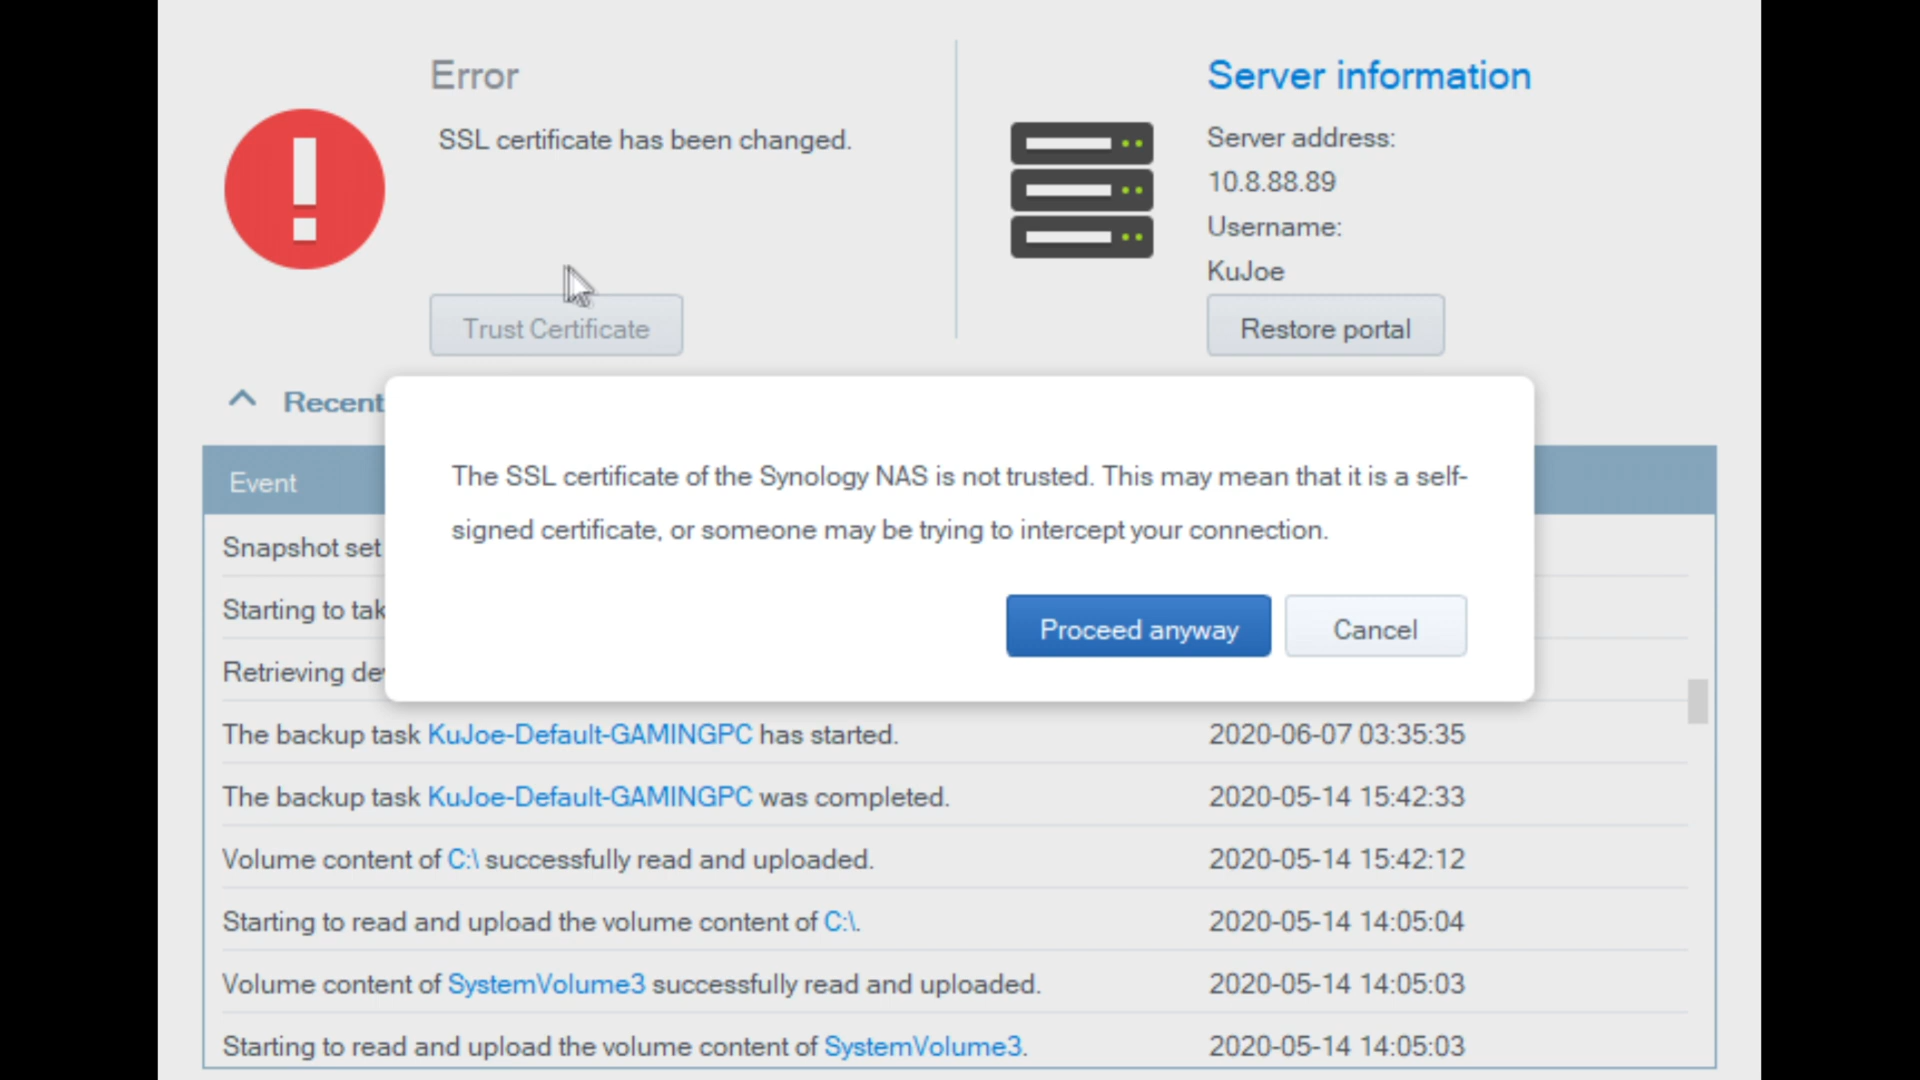 Error
SSL certificate has been changed.
Trust Certificate
Server information
Server address:
10.8.88.89
Username:
KuJoe
Restore portal
Recent
The SSL certificate of the Synology NAS is not trusted. This may mean that it is a self-
signed certificate, or someone may be trying to intercept your connection.
Proceed anyway
Cancel
Event
Snapshot set
Starting to tak
Retrieving de
The backup task KuJoe-Default-GAMINGPC has started. 2020-06-07 03:35:35
The backup task KuJoe-Default-GAMINGPC was completed. 2020-05-14 15:42:33
Volume content of C:\ successfully read and uploaded. 2020-05-14 15:42:12
Starting to read and upload the volume content of C:\. 2020-05-14 14:05:04
Volume content of SystemVolume3 successfully read and uploaded. 2020-05-14 14:05:03
Starting to read and upload the volume content of SystemVolume3. 2020-05-14 14:05:03